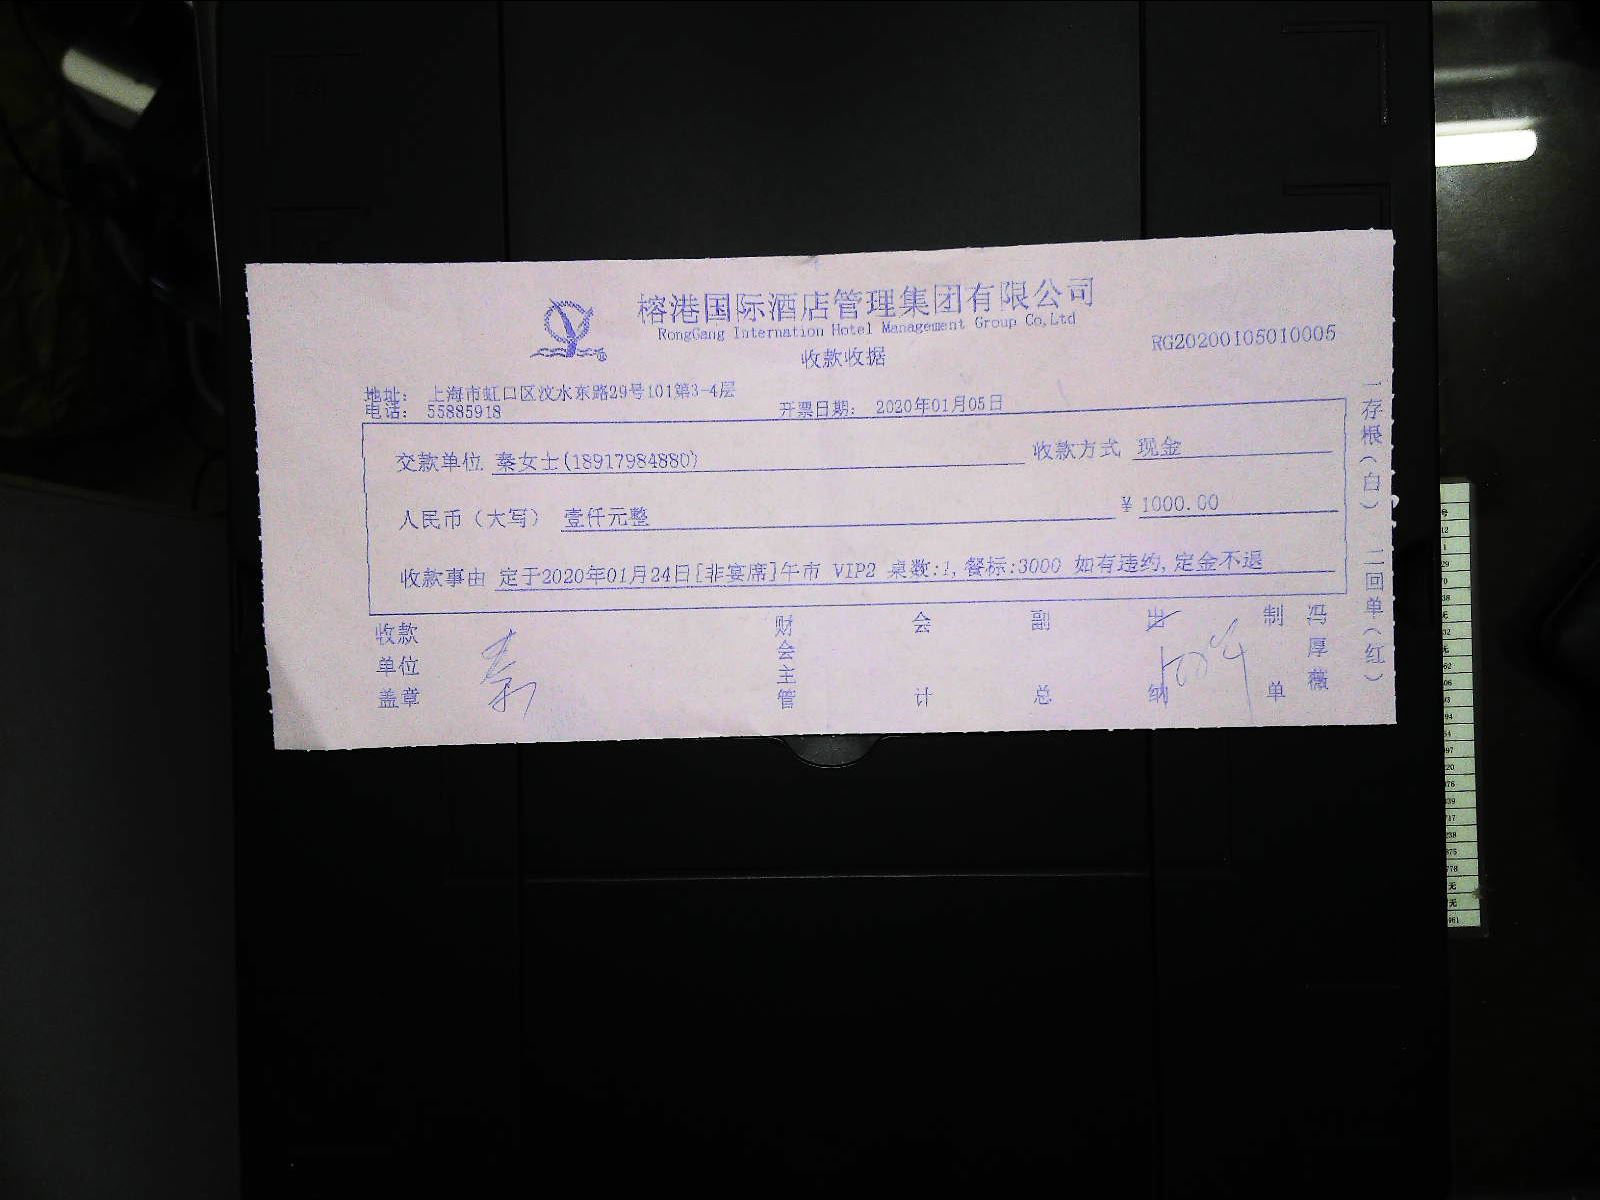 榕港国际酒店管理集团有限公司
RongGang Internation Hotel Management Group Co,Ltd
收款收据
RG20200105010005
地址： 上海市虹口区汶水东路29号101第3-4层
电话： 55885918
开票日期： 2020年01月05日
交款单位 秦女士(18917984880)
收款方式 现金
人民币（大写） 壹仟元整
￥ 1000.00
收款事由 定于2020年01月24日[非宴席]午市 VIP2 桌数:1,餐标:3000 如有违约,定金不退
收款单位盖章
秦
财会主管
会计
副总
出纳
制单
冯厚薇
一存根（白） 二回单（红）